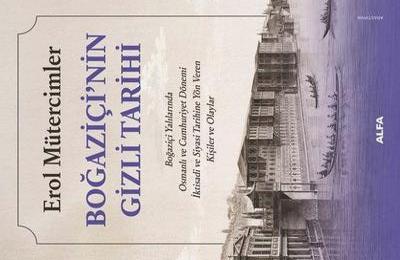 Erol Mütercimler
BOĞAZİÇİ'NİN
GİZLİ TARİHİ
Boğaziçi Yalılarında
Osmanlı ve Cumhuriyet Dönemi
İktisadi ve Siyasi Tarihine Yön Veren
Kişiler ve Olaylar
ALFA